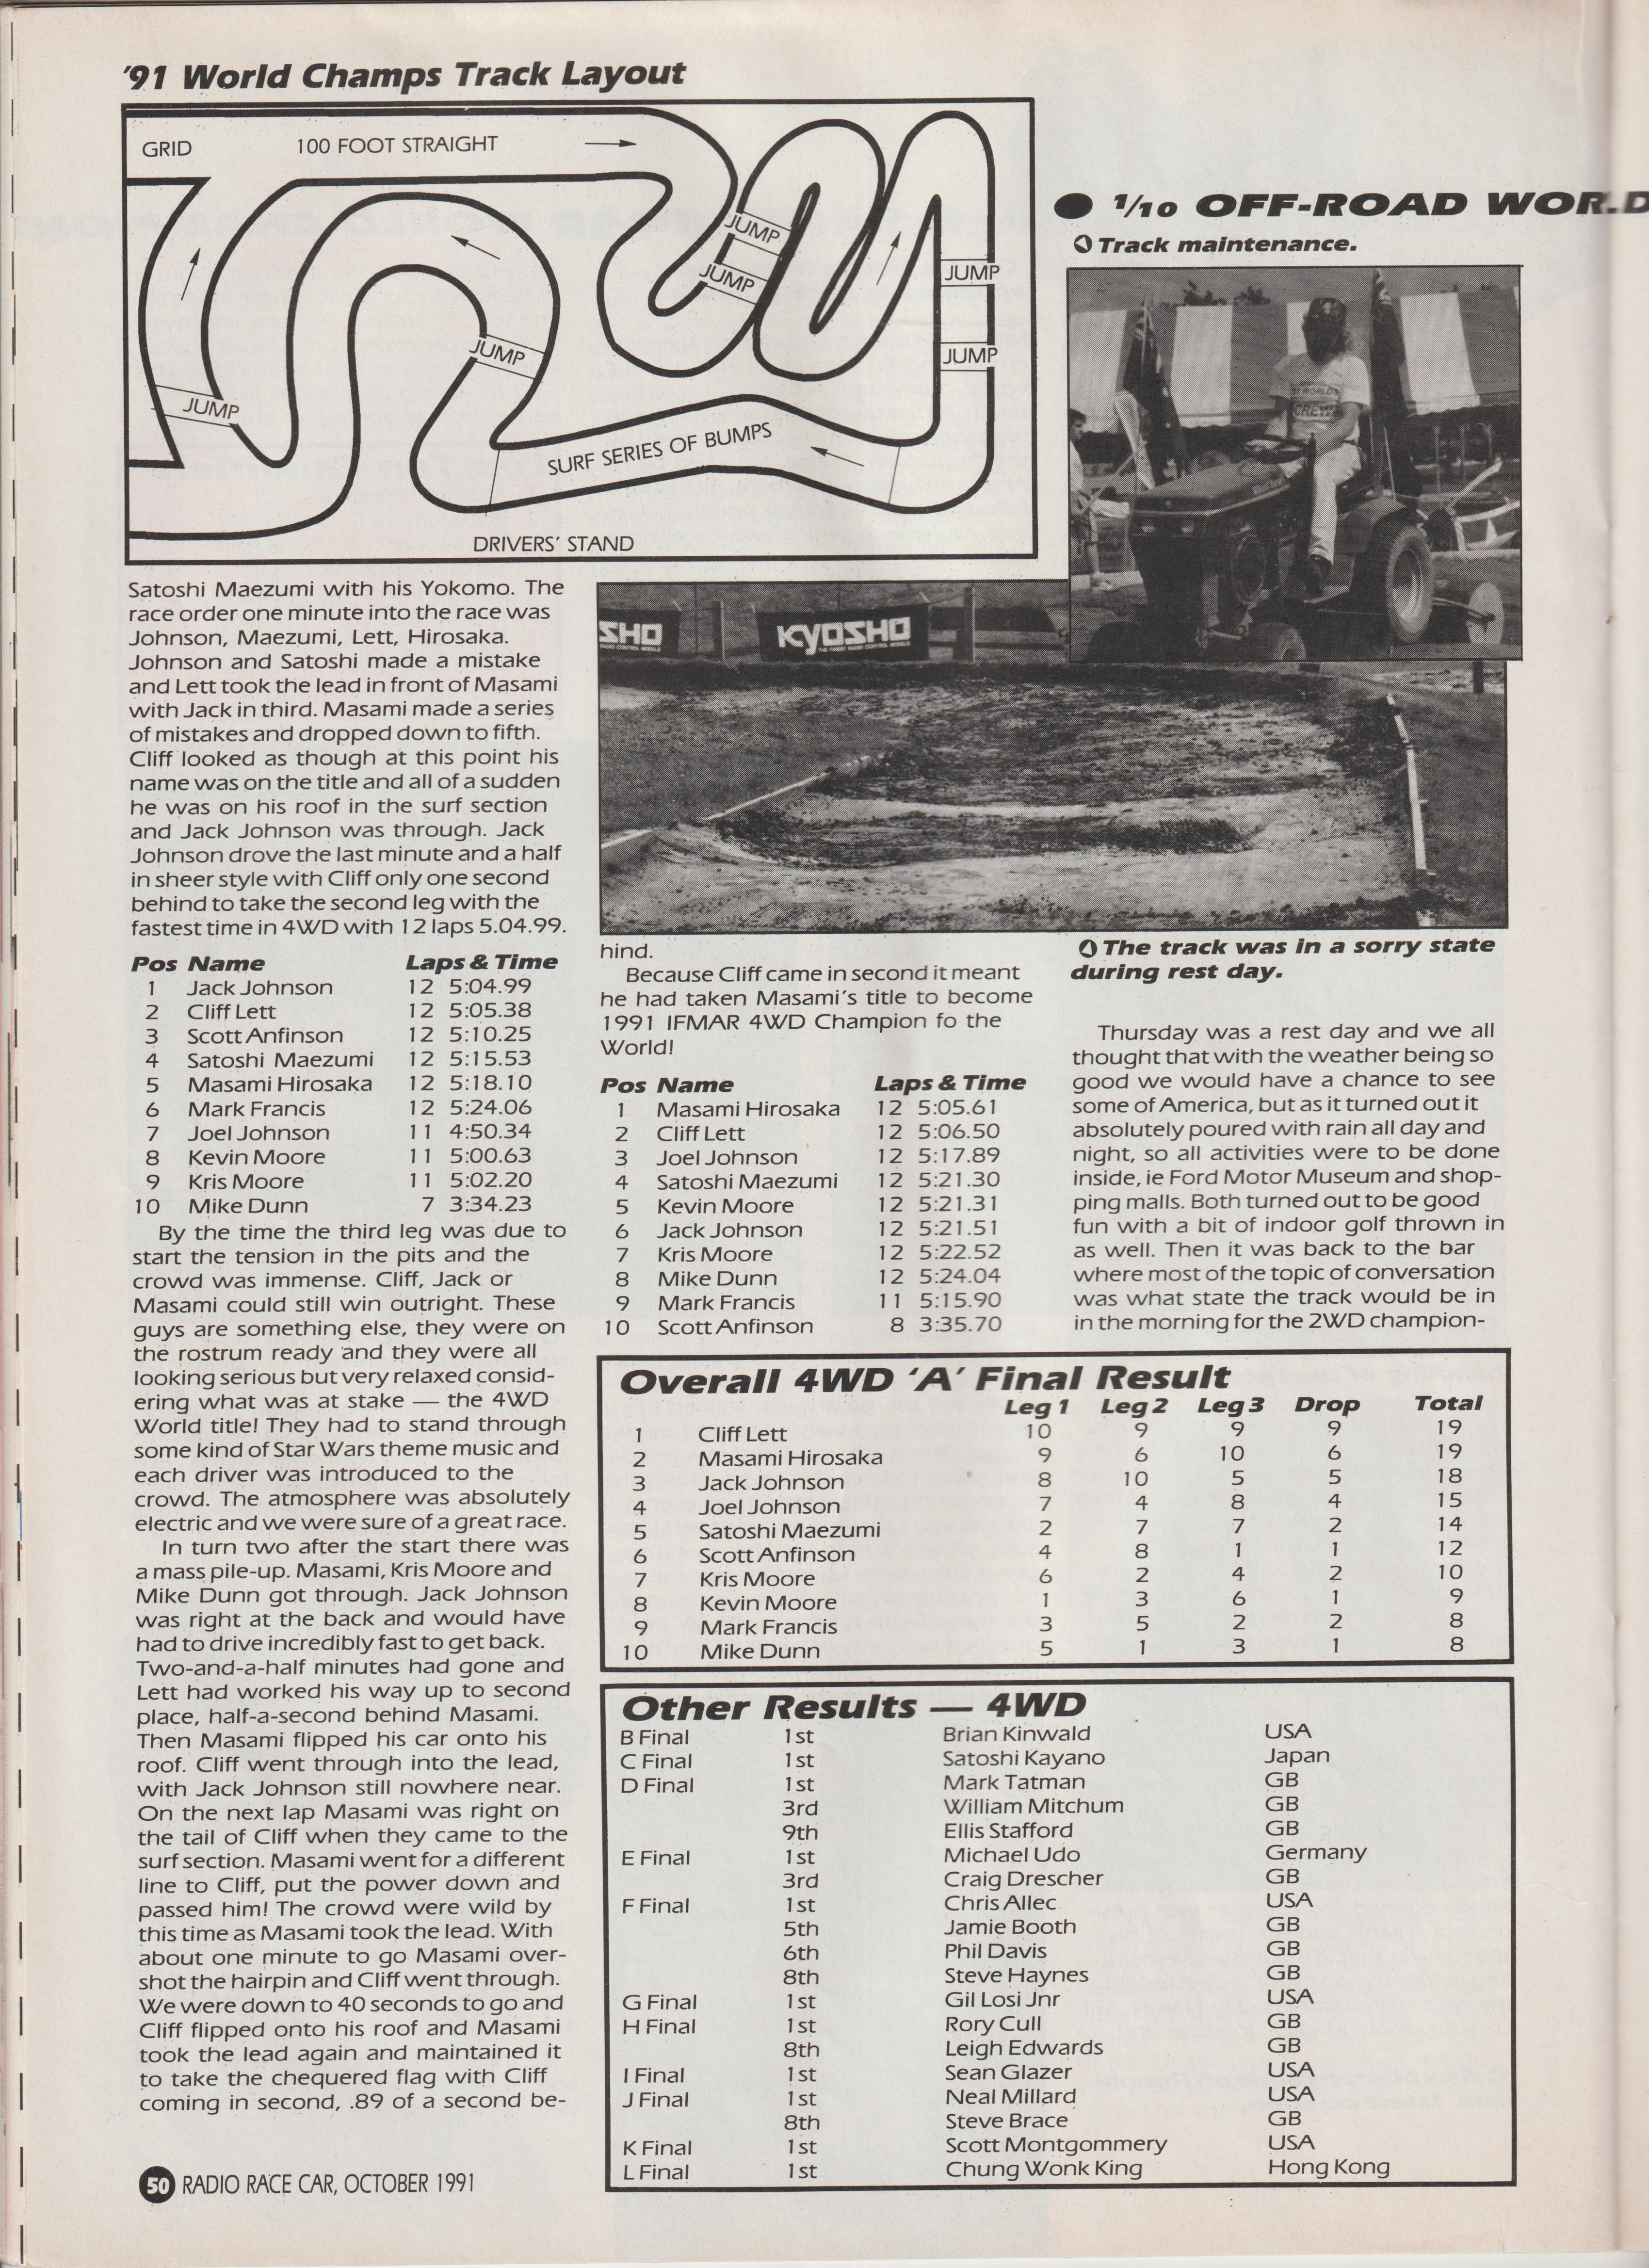 '91 World Champs Track Layout
GRID
100 FOOT STRAIGHT
JUMP
JUMP
JUMP
JUMP
JUMP
JUMP
SURF SERIES OF BUMPS
DRIVERS' STAND
● 1/10 OFF-ROAD WORLD
Track maintenance.
'91 WORLDS
CREW
SHO
KYOSHO
THE FINEST RADIO CONTROL MODELS
Satoshi Maezumi with his Yokomo. The
race order one minute into the race was
Johnson, Maezumi, Lett, Hirosaka.
Johnson and Satoshi made a mistake
and Lett took the lead in front of Masami
with Jack in third. Masami made a series
of mistakes and dropped down to fifth.
Cliff looked as though at this point his
name was on the title and all of a sudden
he was on his roof in the surf section
and Jack Johnson was through. Jack
Johnson drove the last minute and a half
in sheer style with Cliff only one second
behind to take the second leg with the
fastest time in 4WD with 12 laps 5.04.99.
Pos Name Laps & Time
1 Jack Johnson 12 5:04.99
2 Cliff Lett 12 5:05.38
3 Scott Anfinson 12 5:10.25
4 Satoshi Maezumi 12 5:15.53
5 Masami Hirosaka 12 5:18.10
6 Mark Francis 12 5:24.06
7 Joel Johnson 11 4:50.34
8 Kevin Moore 11 5:00.63
9 Kris Moore 11 5:02.20
10 Mike Dunn 7 3:34.23
By the time the third leg was due to
start the tension in the pits and the
crowd was immense. Cliff, Jack or
Masami could still win outright. These
guys are something else, they were on
the rostrum ready and they were all
looking serious but very relaxed consid-
ering what was at stake — the 4WD
World title! They had to stand through
some kind of Star Wars theme music and
each driver was introduced to the
crowd. The atmosphere was absolutely
electric and we were sure of a great race.
In turn two after the start there was
a mass pile-up. Masami, Kris Moore and
Mike Dunn got through. Jack Johnson
was right at the back and would have
had to drive incredibly fast to get back.
Two-and-a-half minutes had gone and
Lett had worked his way up to second
place, half-a-second behind Masami.
Then Masami flipped his car onto his
roof. Cliff went through into the lead,
with Jack Johnson still nowhere near.
On the next lap Masami was right on
the tail of Cliff when they came to the
surf section. Masami went for a different
line to Cliff, put the power down and
passed him! The crowd were wild by
this time as Masami took the lead. With
about one minute to go Masami over-
shot the hairpin and Cliff went through.
We were down to 40 seconds to go and
Cliff flipped onto his roof and Masami
took the lead again and maintained it
to take the chequered flag with Cliff
coming in second, .89 of a second be-
hind.
Because Cliff came in second it meant
he had taken Masami's title to become
1991 IFMAR 4WD Champion fo the
World!
Pos Name Laps & Time
1 Masami Hirosaka 12 5:05.61
2 Cliff Lett 12 5:06.50
3 Joel Johnson 12 5:17.89
4 Satoshi Maezumi 12 5:21.30
5 Kevin Moore 12 5:21.31
6 Jack Johnson 12 5:21.51
7 Kris Moore 12 5:22.52
8 Mike Dunn 12 5:24.04
9 Mark Francis 11 5:15.90
10 Scott Anfinson 8 3:35.70
The track was in a sorry state
during rest day.
Thursday was a rest day and we all
thought that with the weather being so
good we would have a chance to see
some of America, but as it turned out it
absolutely poured with rain all day and
night, so all activities were to be done
inside, ie Ford Motor Museum and shop-
ping malls. Both turned out to be good
fun with a bit of indoor golf thrown in
as well. Then it was back to the bar
where most of the topic of conversation
was what state the track would be in
in the morning for the 2WD champion-
Overall 4WD 'A' Final Result
Leg 1 Leg 2 Leg 3 Drop Total
1 Cliff Lett 10 9 9 9 19
2 Masami Hirosaka 9 6 10 6 19
3 Jack Johnson 8 10 5 5 18
4 Joel Johnson 7 4 8 4 15
5 Satoshi Maezumi 2 7 7 2 14
6 Scott Anfinson 4 8 1 1 12
7 Kris Moore 6 2 4 2 10
8 Kevin Moore 1 3 6 1 9
9 Mark Francis 3 5 2 2 8
10 Mike Dunn 5 1 3 1 8
Other Results — 4WD
B Final 1st Brian Kinwald USA
C Final 1st Satoshi Kayano Japan
D Final 1st Mark Tatman GB
3rd William Mitchum GB
9th Ellis Stafford GB
E Final 1st Michael Udo Germany
3rd Craig Drescher GB
F Final 1st Chris Allec USA
5th Jamie Booth GB
6th Phil Davis GB
8th Steve Haynes GB
G Final 1st Gil Losi Jnr USA
H Final 1st Rory Cull GB
8th Leigh Edwards GB
I Final 1st Sean Glazer USA
J Final 1st Neal Millard USA
8th Steve Brace GB
K Final 1st Scott Montgommery USA
L Final 1st Chung Wonk King Hong Kong
50 RADIO RACE CAR, OCTOBER 1991